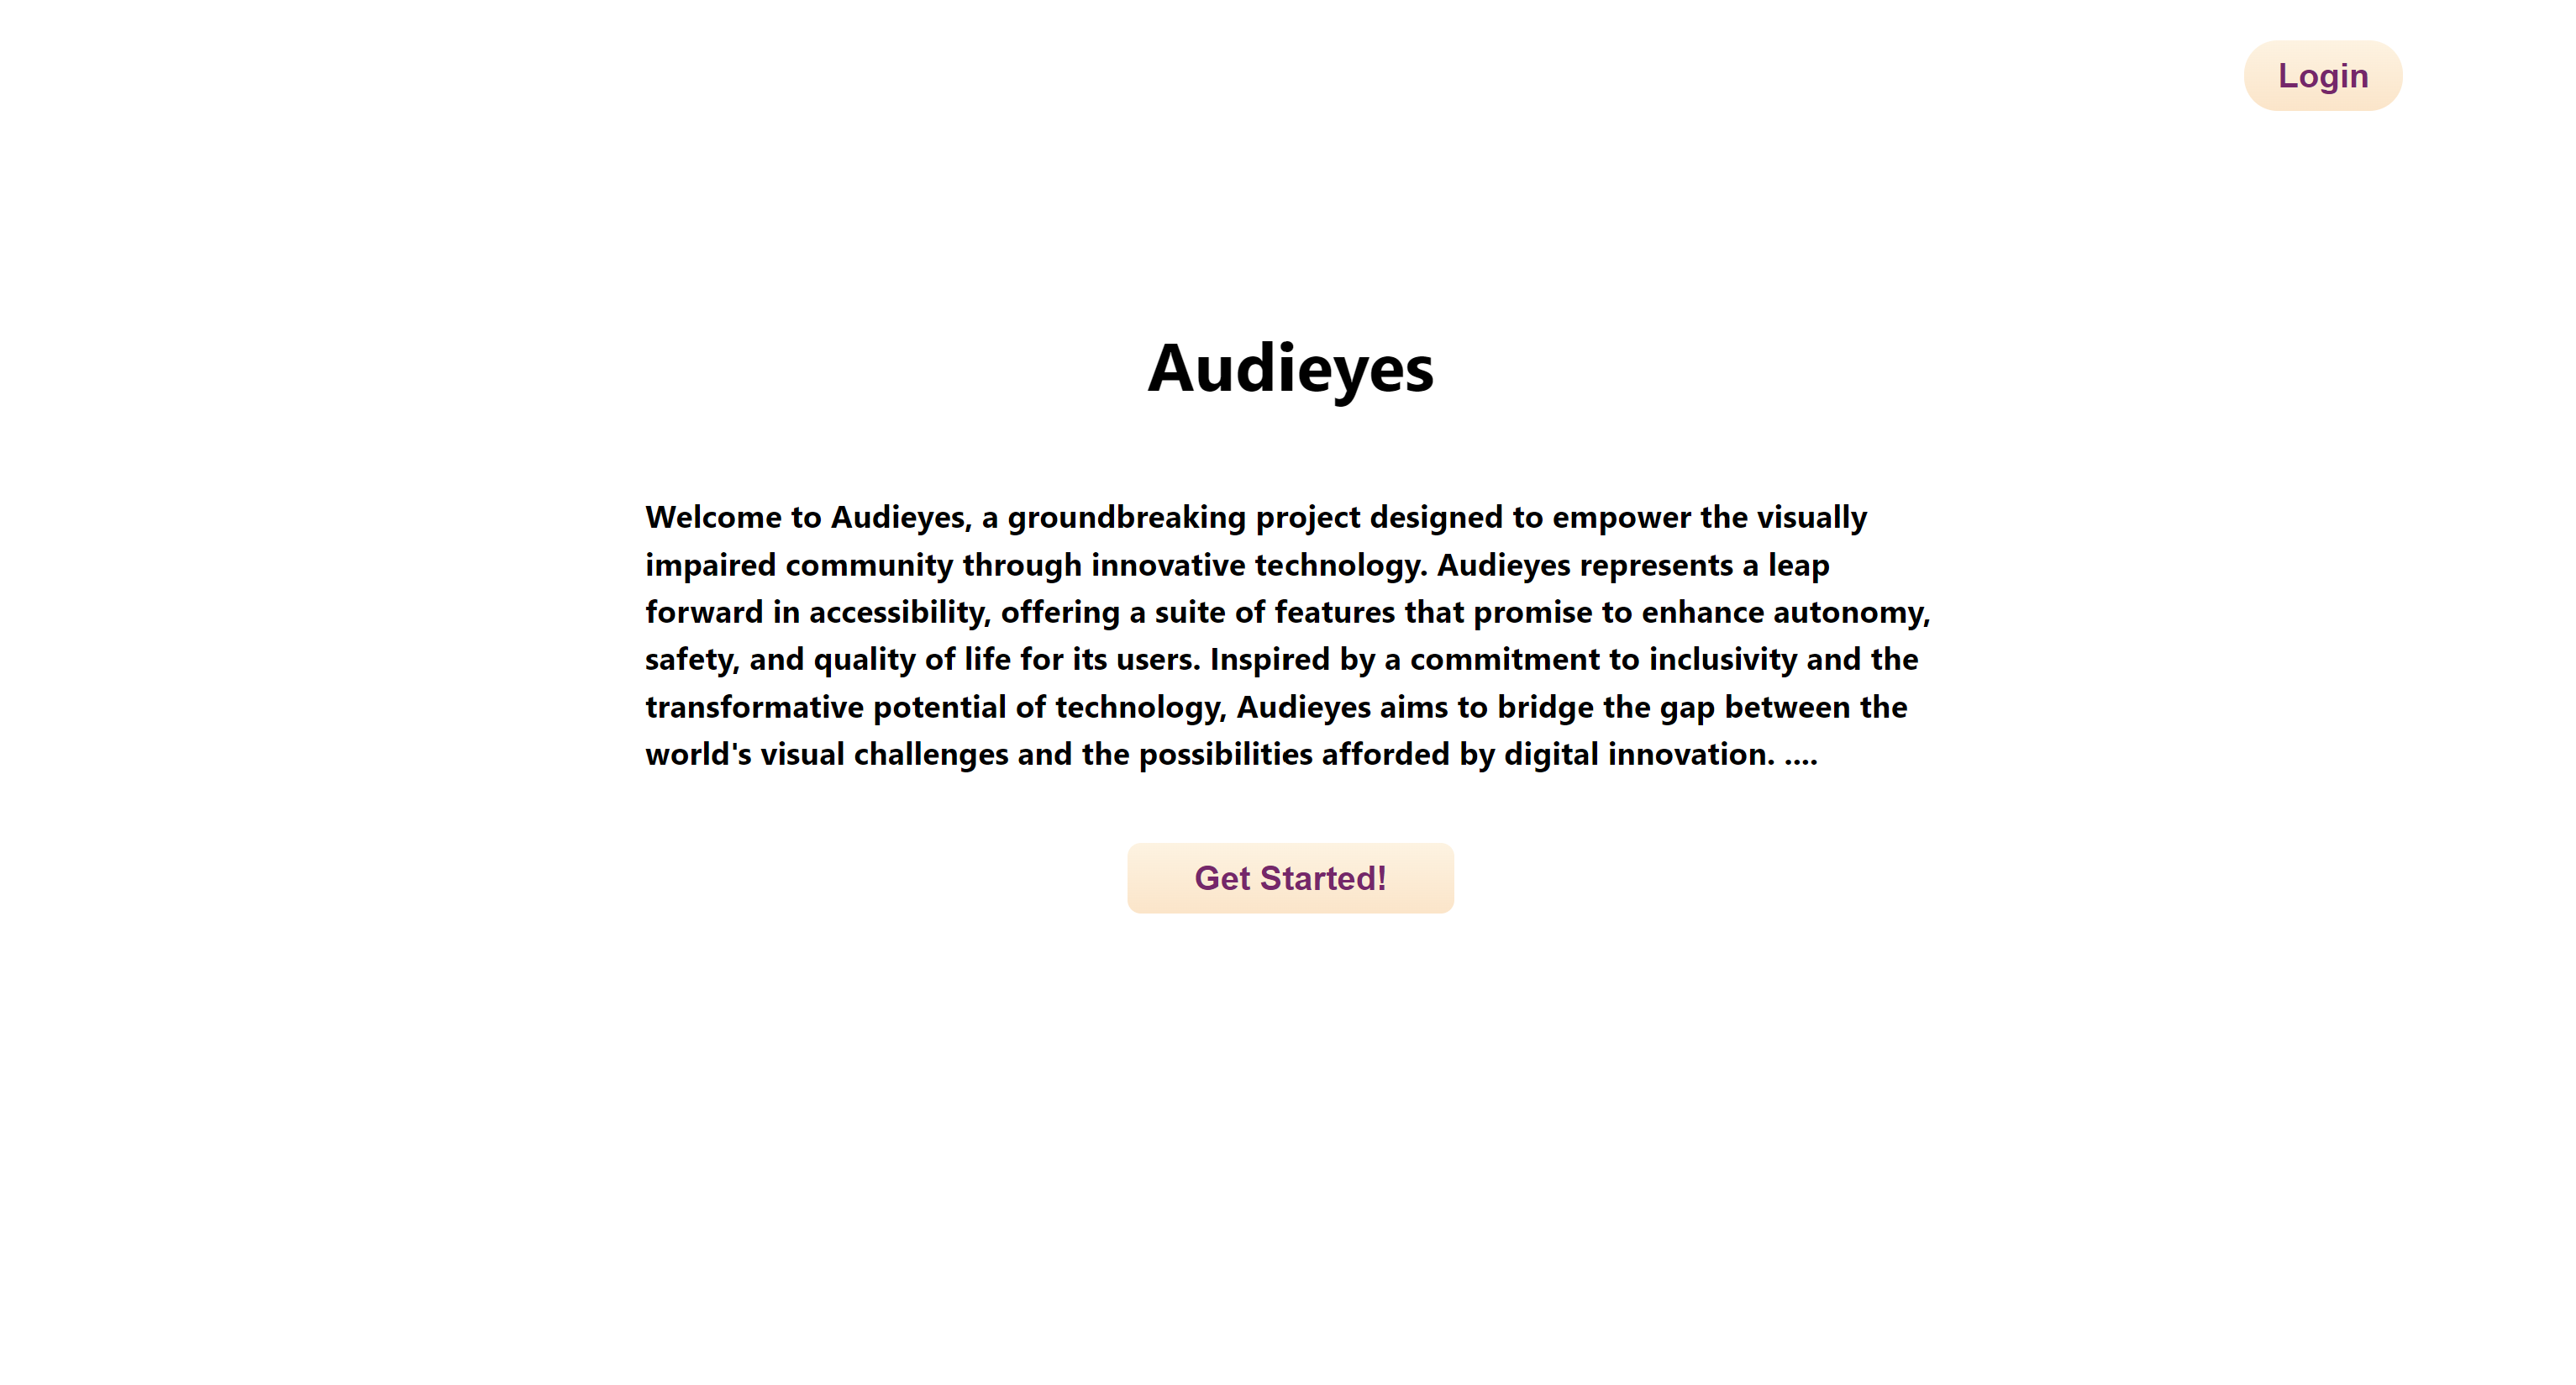 Login
Audieyes
Welcome to Audieyes, a groundbreaking project designed to empower the visually
impaired community through innovative technology. Audieyes represents a leap
forward in accessibility, offering a suite of features that promise to enhance autonomy,
safety, and quality of life for its users. Inspired by a commitment to inclusivity and the
transformative potential of technology, Audieyes aims to bridge the gap between the
world's visual challenges and the possibilities afforded by digital innovation. ....
Get Started!